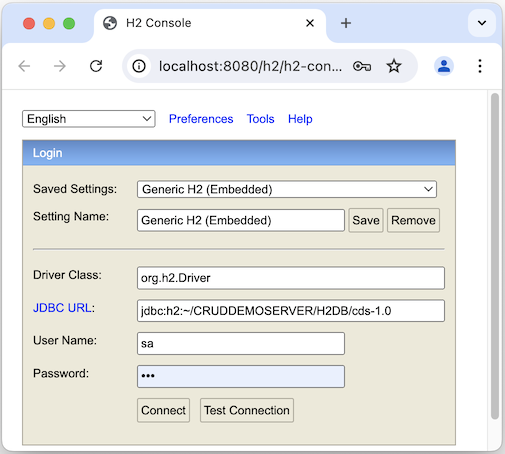 H2 Console
localhost:8080/h2/h2-con...
English Preferences Tools Help
Login
Saved Settings: Generic H2 (Embedded)
Setting Name: Generic H2 (Embedded) Save Remove
Driver Class: org.h2.Driver
JDBC URL: jdbc:h2:~/CRUDDEMOSERVER/H2DB/cds-1.0
User Name: sa
Password: •••
Connect Test Connection